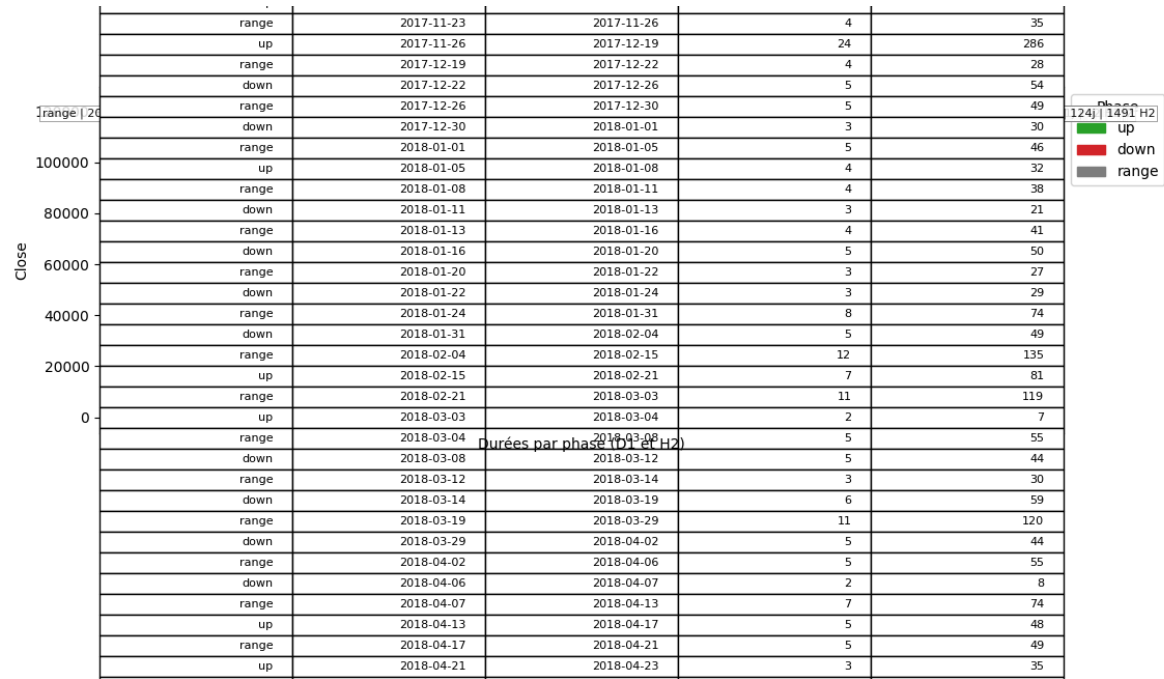 range 2017-11-23 2017-11-26 4 35
up 2017-11-26 2017-12-19 24 286
range 2017-12-19 2017-12-22 4 28
down 2017-12-22 2017-12-26 5 54
range 2017-12-26 2017-12-30 5 49
range | 20
124j | 1491 H2
Phase
down 2017-12-30 2018-01-01 3 30
up
range 2018-01-01 2018-01-05 5 46
down
100000
up 2018-01-05 2018-01-08 4 32
range
range 2018-01-08 2018-01-11 4 38
80000
down 2018-01-11 2018-01-13 3 21
range 2018-01-13 2018-01-16 4 41
Close
down 2018-01-16 2018-01-20 5 50
60000
range 2018-01-20 2018-01-22 3 27
down 2018-01-22 2018-01-24 3 29
40000
range 2018-01-24 2018-01-31 8 74
down 2018-01-31 2018-02-04 5 49
range 2018-02-04 2018-02-15 12 135
20000
up 2018-02-15 2018-02-21 7 81
range 2018-02-21 2018-03-03 11 119
0
up 2018-03-03 2018-03-04 2 7
range 2018-03-04 2018-03-08 5 55
Durées par phase (D1 et H2)
down 2018-03-08 2018-03-12 5 44
range 2018-03-12 2018-03-14 3 30
down 2018-03-14 2018-03-19 6 59
range 2018-03-19 2018-03-29 11 120
down 2018-03-29 2018-04-02 5 44
range 2018-04-02 2018-04-06 5 55
down 2018-04-06 2018-04-07 2 8
range 2018-04-07 2018-04-13 7 74
up 2018-04-13 2018-04-17 5 48
range 2018-04-17 2018-04-21 5 49
up 2018-04-21 2018-04-23 3 35